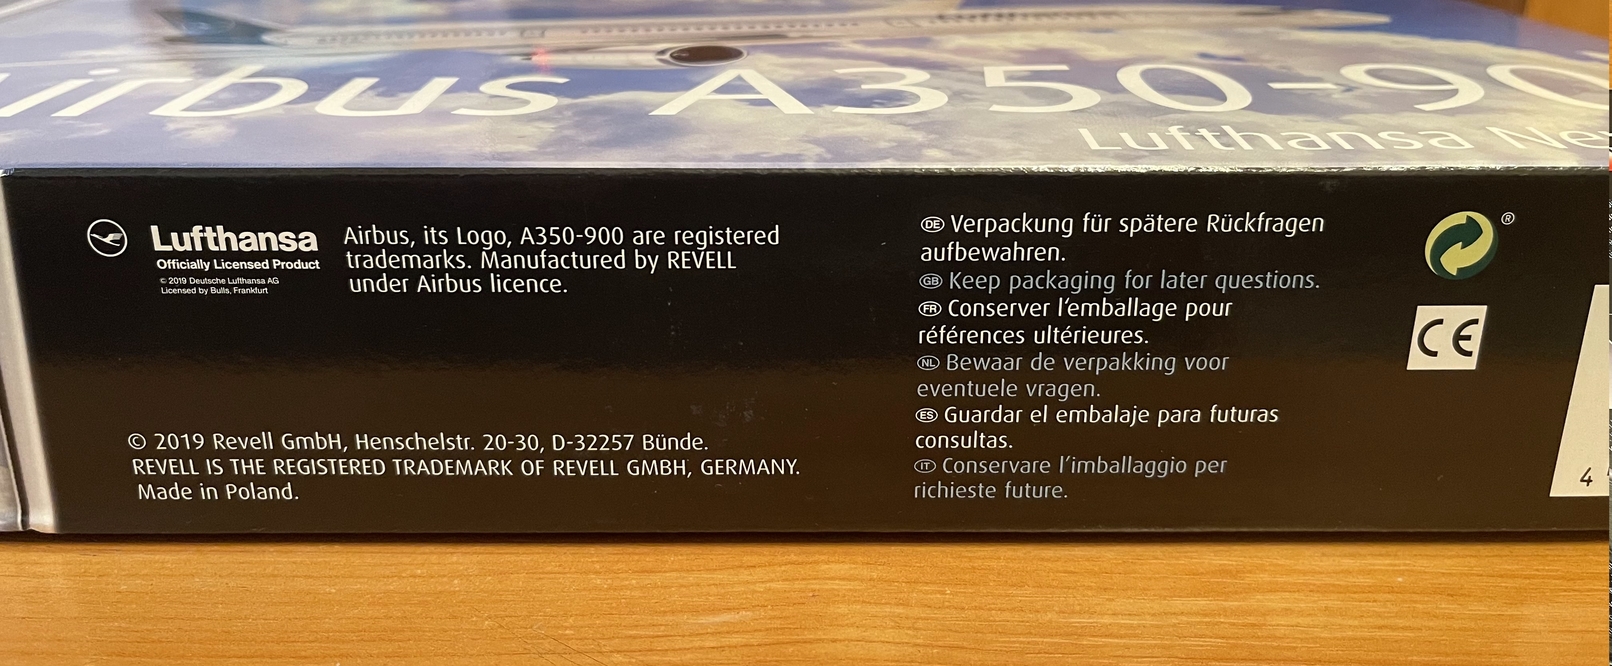 irbus A350-90
Lufthansa Ne
Lufthansa
Officially Licensed Product
© 2019 Deutsche Lufthansa AG
Licensed by Bulls, Frankfurt
Airbus, its Logo, A350-900 are registered
trademarks. Manufactured by REVELL
under Airbus licence.
© 2019 Revell GmbH, Henschelstr. 20-30, D-32257 Bünde.
REVELL IS THE REGISTERED TRADEMARK OF REVELL GMBH, GERMANY.
Made in Poland.
DE Verpackung für spätere Rückfragen
aufbewahren.
GB Keep packaging for later questions.
FR Conserver l'emballage pour
références ultérieures.
NL Bewaar de verpakking voor
eventuele vragen.
ES Guardar el embalaje para futuras
consultas.
IT Conservare l'imballaggio per
richieste future.
®
CE
4